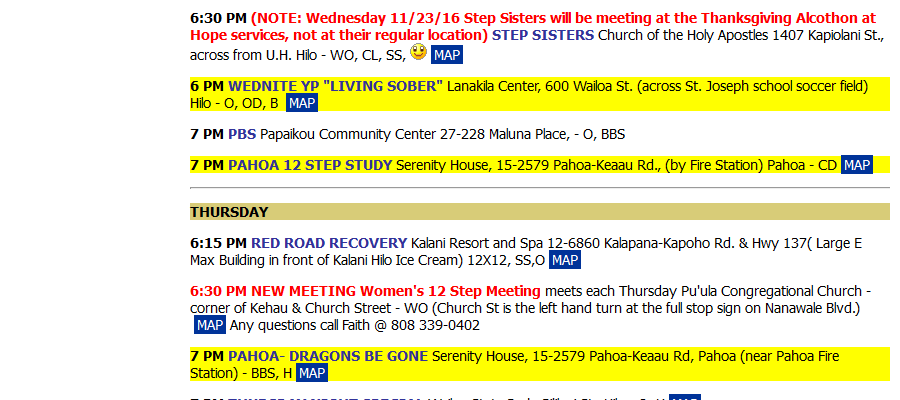 6:30 PM (NOTE: Wednesday 11/23/16 Step Sisters will be meeting at the Thanksgiving Alcothon at
Hope services, not at their regular location) STEP SISTERS Church of the Holy Apostles 1407 Kapiolani St.,
across from U.H. Hilo - WO, CL, SS, MAP
6 PM WEDNITE YP "LIVING SOBER" Lanakila Center, 600 Wailoa St. (across St. Joseph school soccer field)
Hilo - O, OD, B MAP
7 PM PBS Papaikou Community Center 27-228 Maluna Place, - O, BBS
7 PM PAHOA 12 STEP STUDY Serenity House, 15-2579 Pahoa-Keaau Rd., (by Fire Station) Pahoa - CD MAP
THURSDAY
6:15 PM RED ROAD RECOVERY Kalani Resort and Spa 12-6860 Kalapana-Kapoho Rd. & Hwy 137( Large E
Max Building in front of Kalani Hilo Ice Cream) 12X12, SS,O MAP
6:30 PM NEW MEETING Women's 12 Step Meeting meets each Thursday Pu'ula Congregational Church -
corner of Kehau & Church Street - WO (Church St is the left hand turn at the full stop sign on Nanawale Blvd.)
MAP Any questions call Faith @ 808 339-0402
7 PM PAHOA- DRAGONS BE GONE Serenity House, 15-2579 Pahoa-Keaau Rd, Pahoa (near Pahoa Fire
Station) - BBS, H MAP